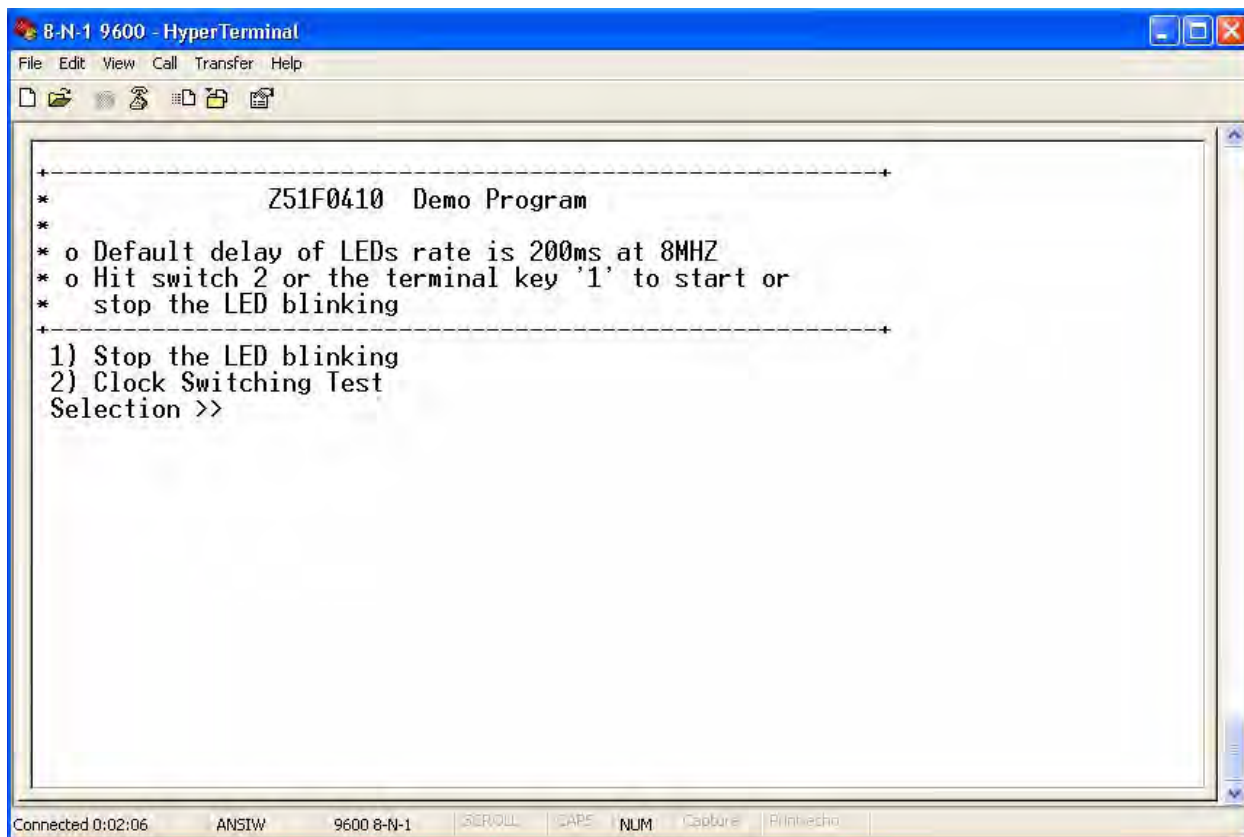 8-N-1 9600 - HyperTerminal
File Edit View Call Transfer Help
+----------------------------------------------------------+
* Z51F0410 Demo Program
*
* o Default delay of LEDs rate is 200ms at 8MHZ
* o Hit switch 2 or the terminal key '1' to start or
* stop the LED blinking
+----------------------------------------------------------+
1) Stop the LED blinking
2) Clock Switching Test
Selection >>
Connected 0:02:06 ANSIW 9600 8-N-1 SCROLL CAPS NUM Capture Print echo